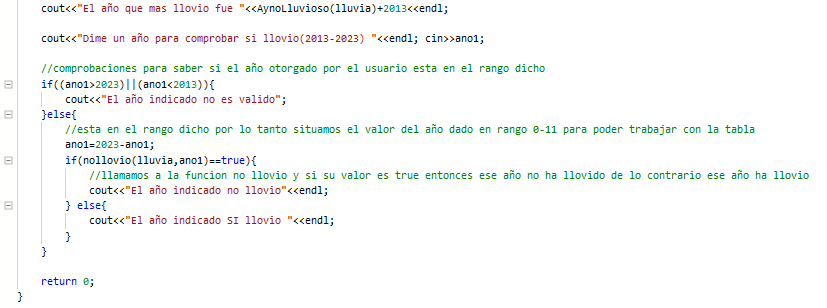 cout<<"El año que mas llovio fue "<<AynoLluvioso(lluvia)+2013<<endl;
cout<<"Dime un año para comprobar si llovio(2013-2023) "<<endl; cin>>ano1;
//comprobaciones para saber si el año otorgado por el usuario esta en el rango dicho
if((ano1>2023)||(ano1<2013)){
cout<<"El año indicado no es valido";
}else{
//esta en el rango dicho por lo tanto situamos el valor del año dado en rango 0-11 para poder trabajar con la tabla
ano1=2023-ano1;
if(nollovio(lluvia,ano1)==true){
//llamamos a la funcion no llovio y si su valor es true entonces ese año no ha llovido de lo contrario ese año ha llovio
cout<<"El año indicado no llovio"<<endl;
} else{
cout<<"El año indicado SI llovio "<<endl;
}
}
return 0;
}